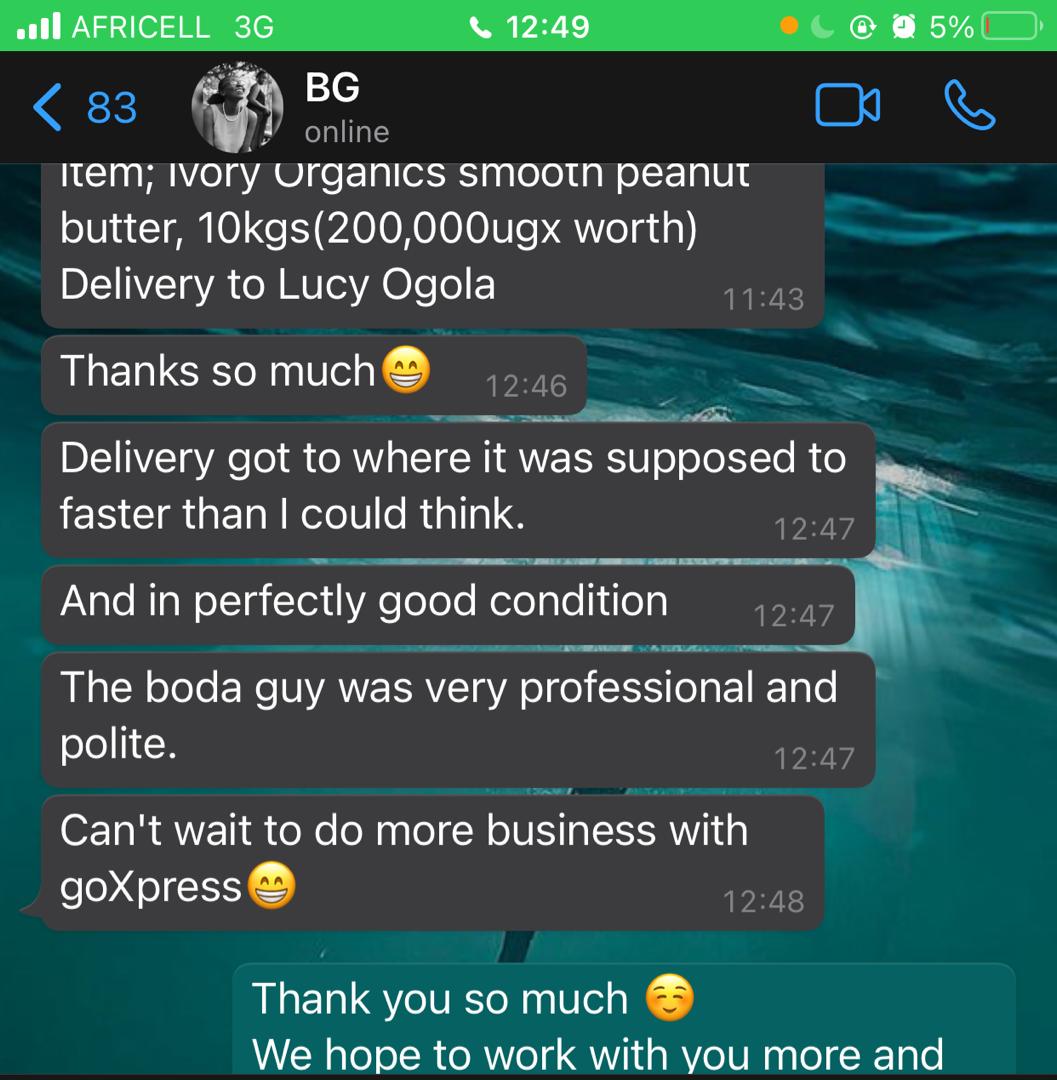 AFRICELL 3G 12:49 5%
83
BG
online
Item; Ivory Organics smooth peanut
butter, 10kgs(200,000ugx worth)
Delivery to Lucy Ogola
11:43
Thanks so much😁 12:46
Delivery got to where it was supposed to
faster than I could think.
12:47
And in perfectly good condition 12:47
The boda guy was very professional and
polite.
12:47
Can't wait to do more business with
goXpress😁
12:48
Thank you so much ☺️
We hope to work with you more and